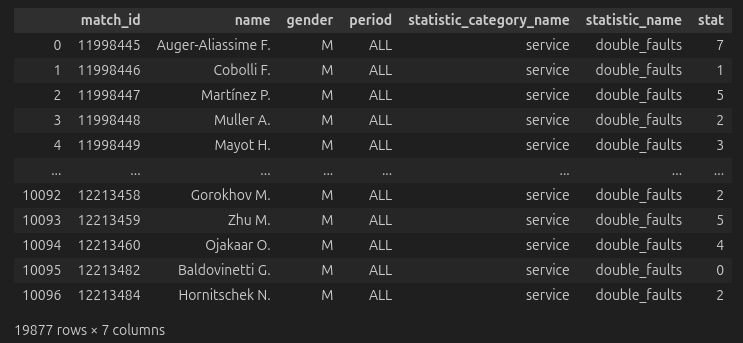 match_id name gender period statistic_category_name statistic_name stat
0 11998445 Auger-Aliassime F. M ALL service double_faults 7
1 11998446 Cobolli F. M ALL service double_faults 1
2 11998447 Martínez P. M ALL service double_faults 5
3 11998448 Muller A. M ALL service double_faults 2
4 11998449 Mayot H. M ALL service double_faults 3
... ... ... ... ... ... ... ...
10092 12213458 Gorokhov M. M ALL service double_faults 2
10093 12213459 Zhu M. M ALL service double_faults 5
10094 12213460 Ojakaar O. M ALL service double_faults 4
10095 12213482 Baldovinetti G. M ALL service double_faults 0
10096 12213484 Hornitschek N. M ALL service double_faults 2
19877 rows × 7 columns